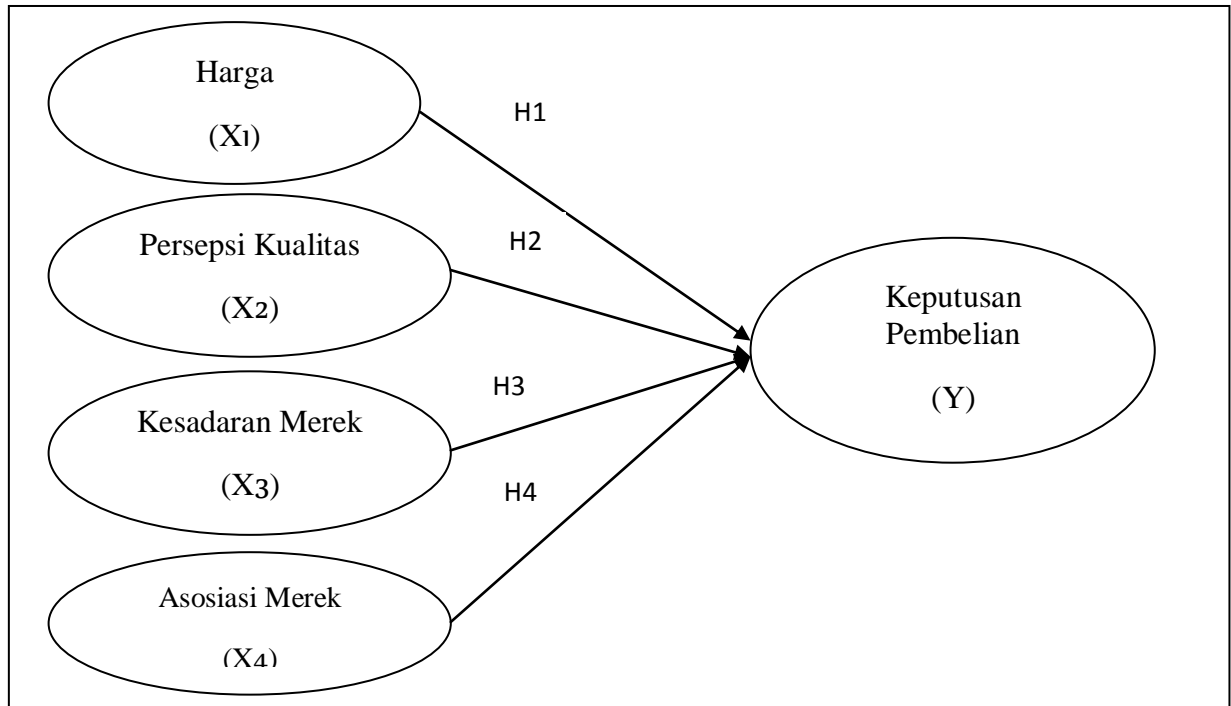 Harga
(X1)
H1
Persepsi Kualitas
(X2)
H2
Kesadaran Merek
(X3)
H3
Asosiasi Merek
(X4)
H4
Keputusan
Pembelian
(Y)